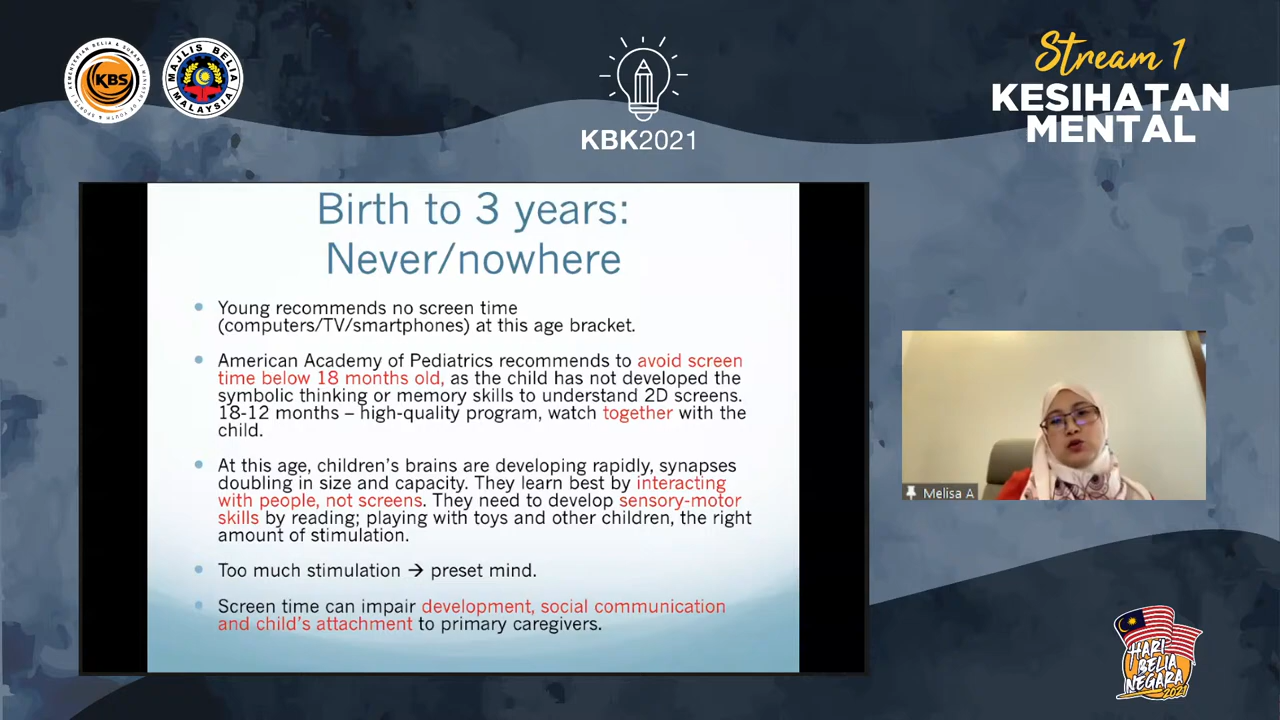 KEMENTERIAN BELIA & SUKAN
MINISTRY OF YOUTH & SPORTS
KBS
MAJLIS BELIA
MALAYSIA
KBK2021
Stream 1
KESIHATAN
MENTAL
Birth to 3 years:
Never/nowhere
Young recommends no screen time
(computers/TV/smartphones) at this age bracket.
American Academy of Pediatrics recommends to avoid screen
time below 18 months old, as the child has not developed the
symbolic thinking or memory skills to understand 2D screens.
18-12 months – high-quality program, watch together with the
child.
At this age, children's brains are developing rapidly, synapses
doubling in size and capacity. They learn best by interacting
with people, not screens. They need to develop sensory-motor
skills by reading; playing with toys and other children, the right
amount of stimulation.
Too much stimulation → preset mind.
Screen time can impair development, social communication
and child's attachment to primary caregivers.
Melisa A
HARI
BELIA
NEGARA
2021